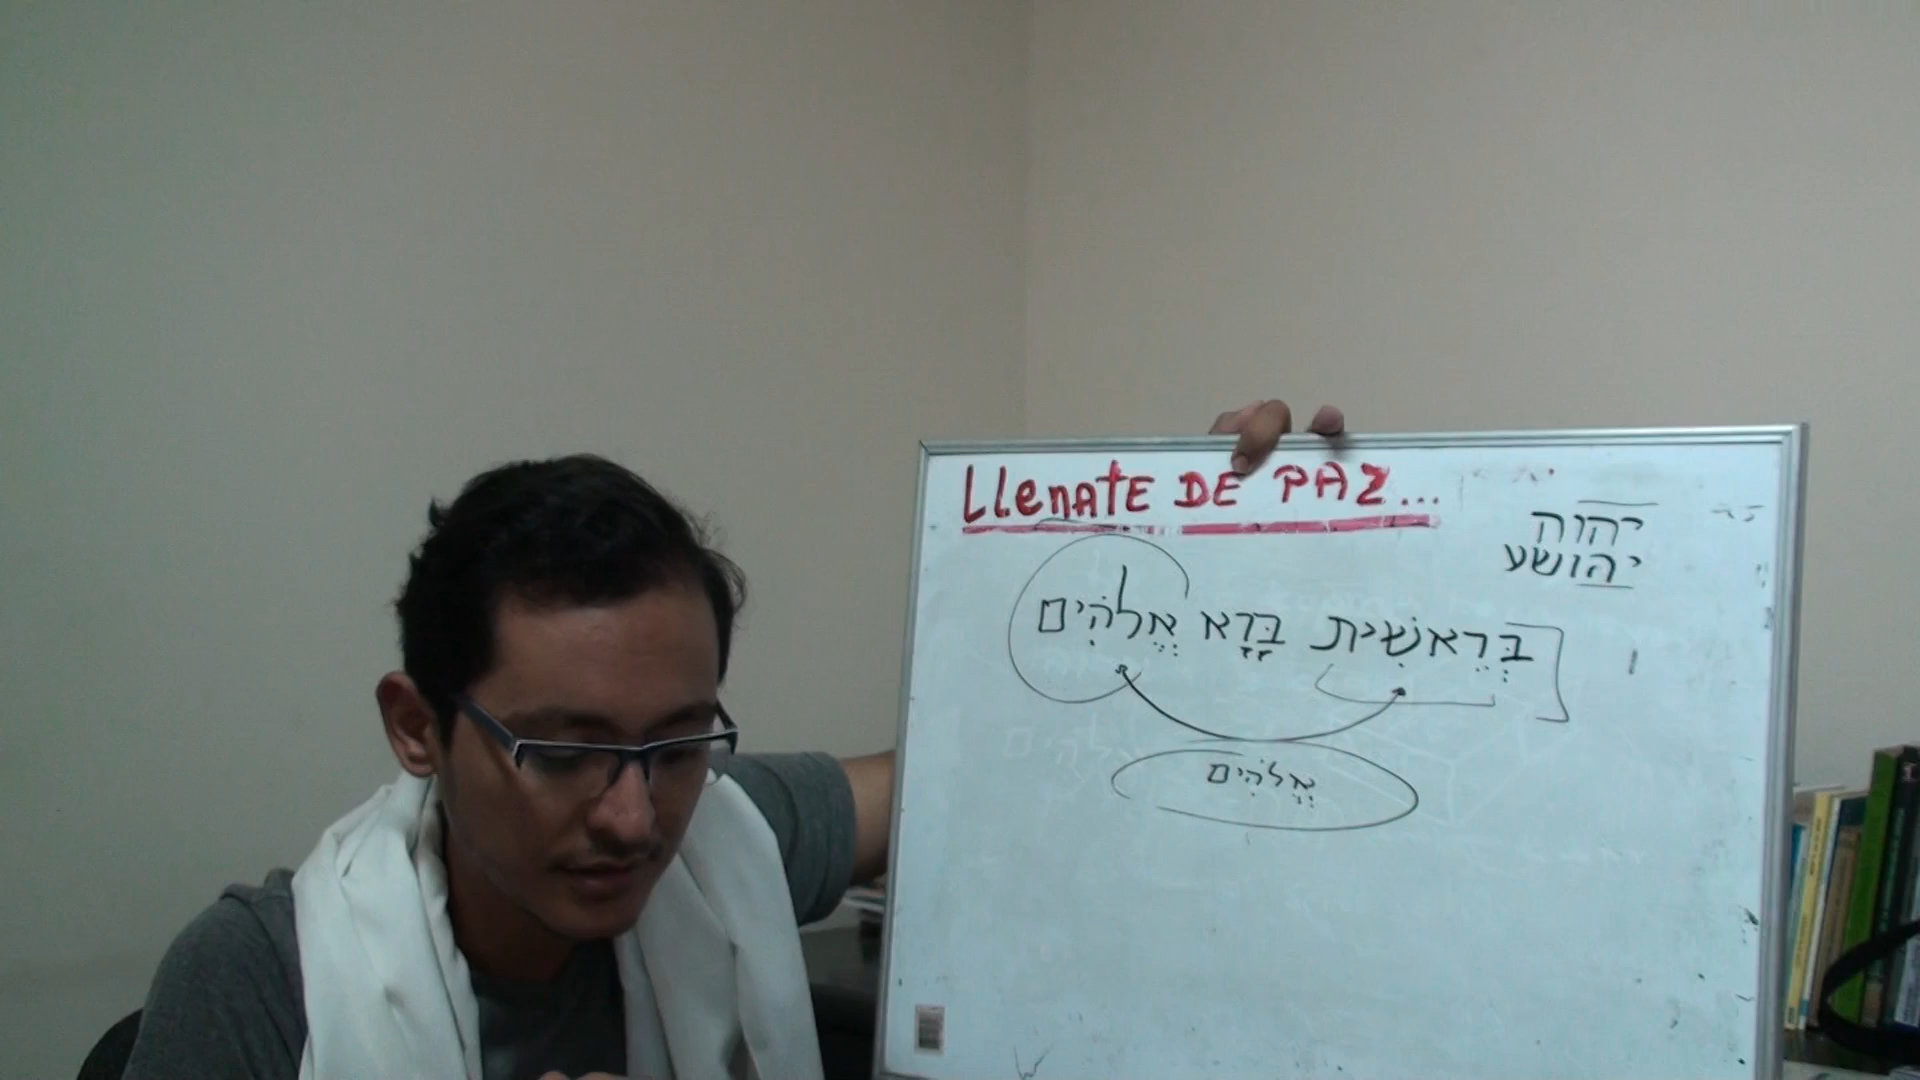 LLENATE DE PAZ...
יהוה
יהושע
בְּרֵאשִׁית בָּרָא אֱלֹהִים
אֱלֹהִים